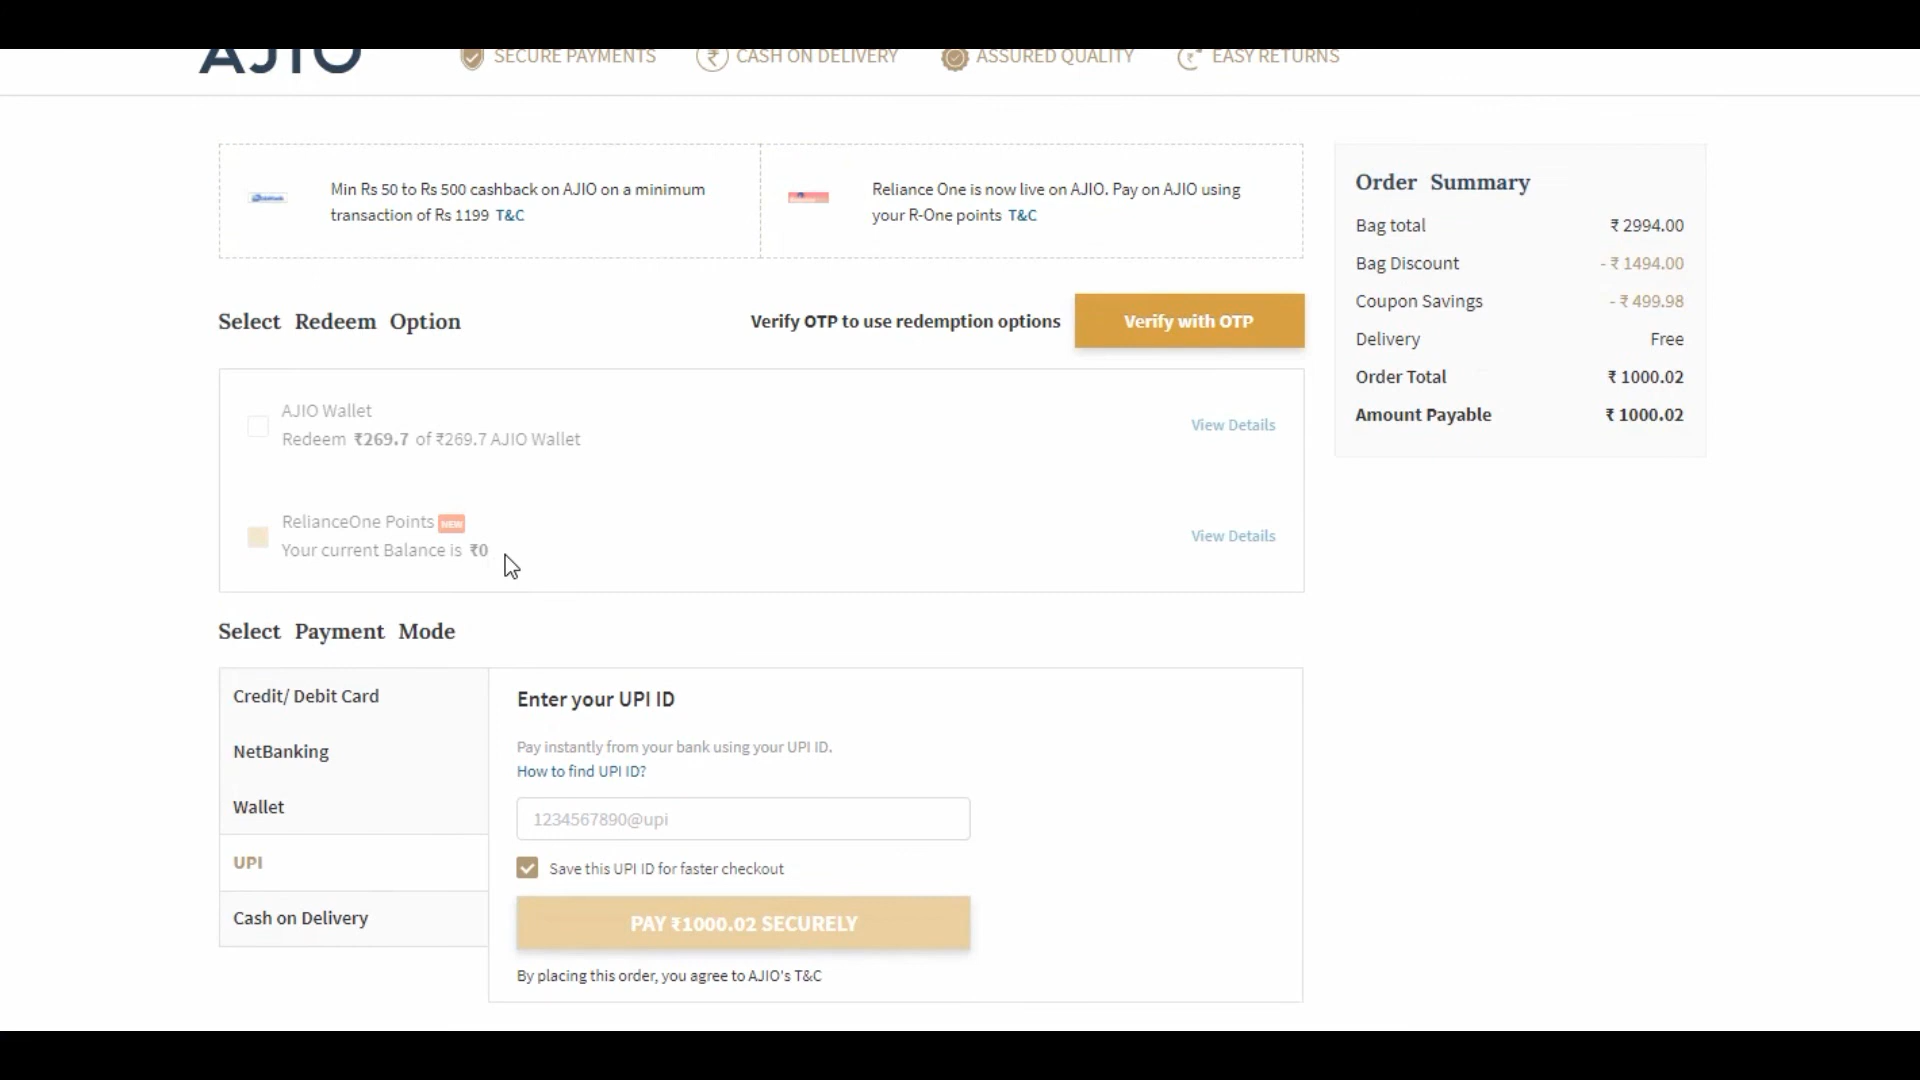 AJIO
SECURE PAYMENTS
CASH ON DELIVERY
ASSURED QUALITY
EASY RETURNS
Min Rs 50 to Rs 500 cashback on AJIO on a minimum
transaction of Rs 1199 T&C
Reliance One is now live on AJIO. Pay on AJIO using
your R-One points T&C
Order Summary
Bag total ₹ 2994.00
Bag Discount - ₹ 1494.00
Coupon Savings - ₹ 499.98
Delivery Free
Order Total ₹ 1000.02
Amount Payable ₹ 1000.02
Select Redeem Option
Verify OTP to use redemption options
Verify with OTP
AJIO Wallet
Redeem ₹269.7 of ₹269.7 AJIO Wallet
View Details
RelianceOne Points NEW
Your current Balance is ₹0
View Details
Select Payment Mode
Credit/ Debit Card
NetBanking
Wallet
UPI
Cash on Delivery
Enter your UPI ID
Pay instantly from your bank using your UPI ID.
How to find UPI ID?
1234567890@upi
Save this UPI ID for faster checkout
PAY ₹1000.02 SECURELY
By placing this order, you agree to AJIO's T&C